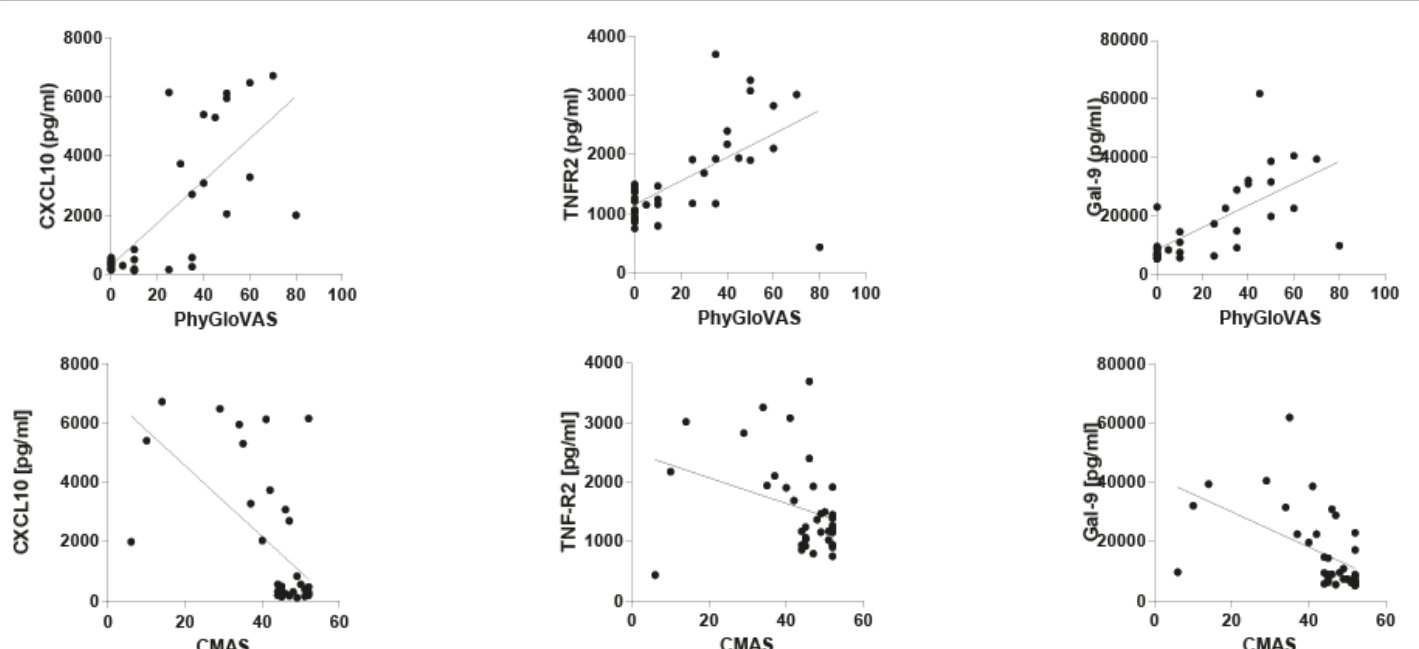 8000
6000
4000
2000
0
CXCL10 (pg/ml)
0 20 40 60 80 100
PhyGloVAS
4000
3000
2000
1000
0
TNFR2 (pg/ml)
0 20 40 60 80 100
PhyGloVAS
80000
60000
40000
20000
0
Gal-9 (pg/ml)
0 20 40 60 80 100
PhyGloVAS
8000
6000
4000
2000
0
CXCL10 [pg/ml]
0 20 40 60
CMAS
4000
3000
2000
1000
0
TNF-R2 [pg/ml]
0 20 40 60
CMAS
80000
60000
40000
20000
0
Gal-9 [pg/ml]
0 20 40 60
CMAS